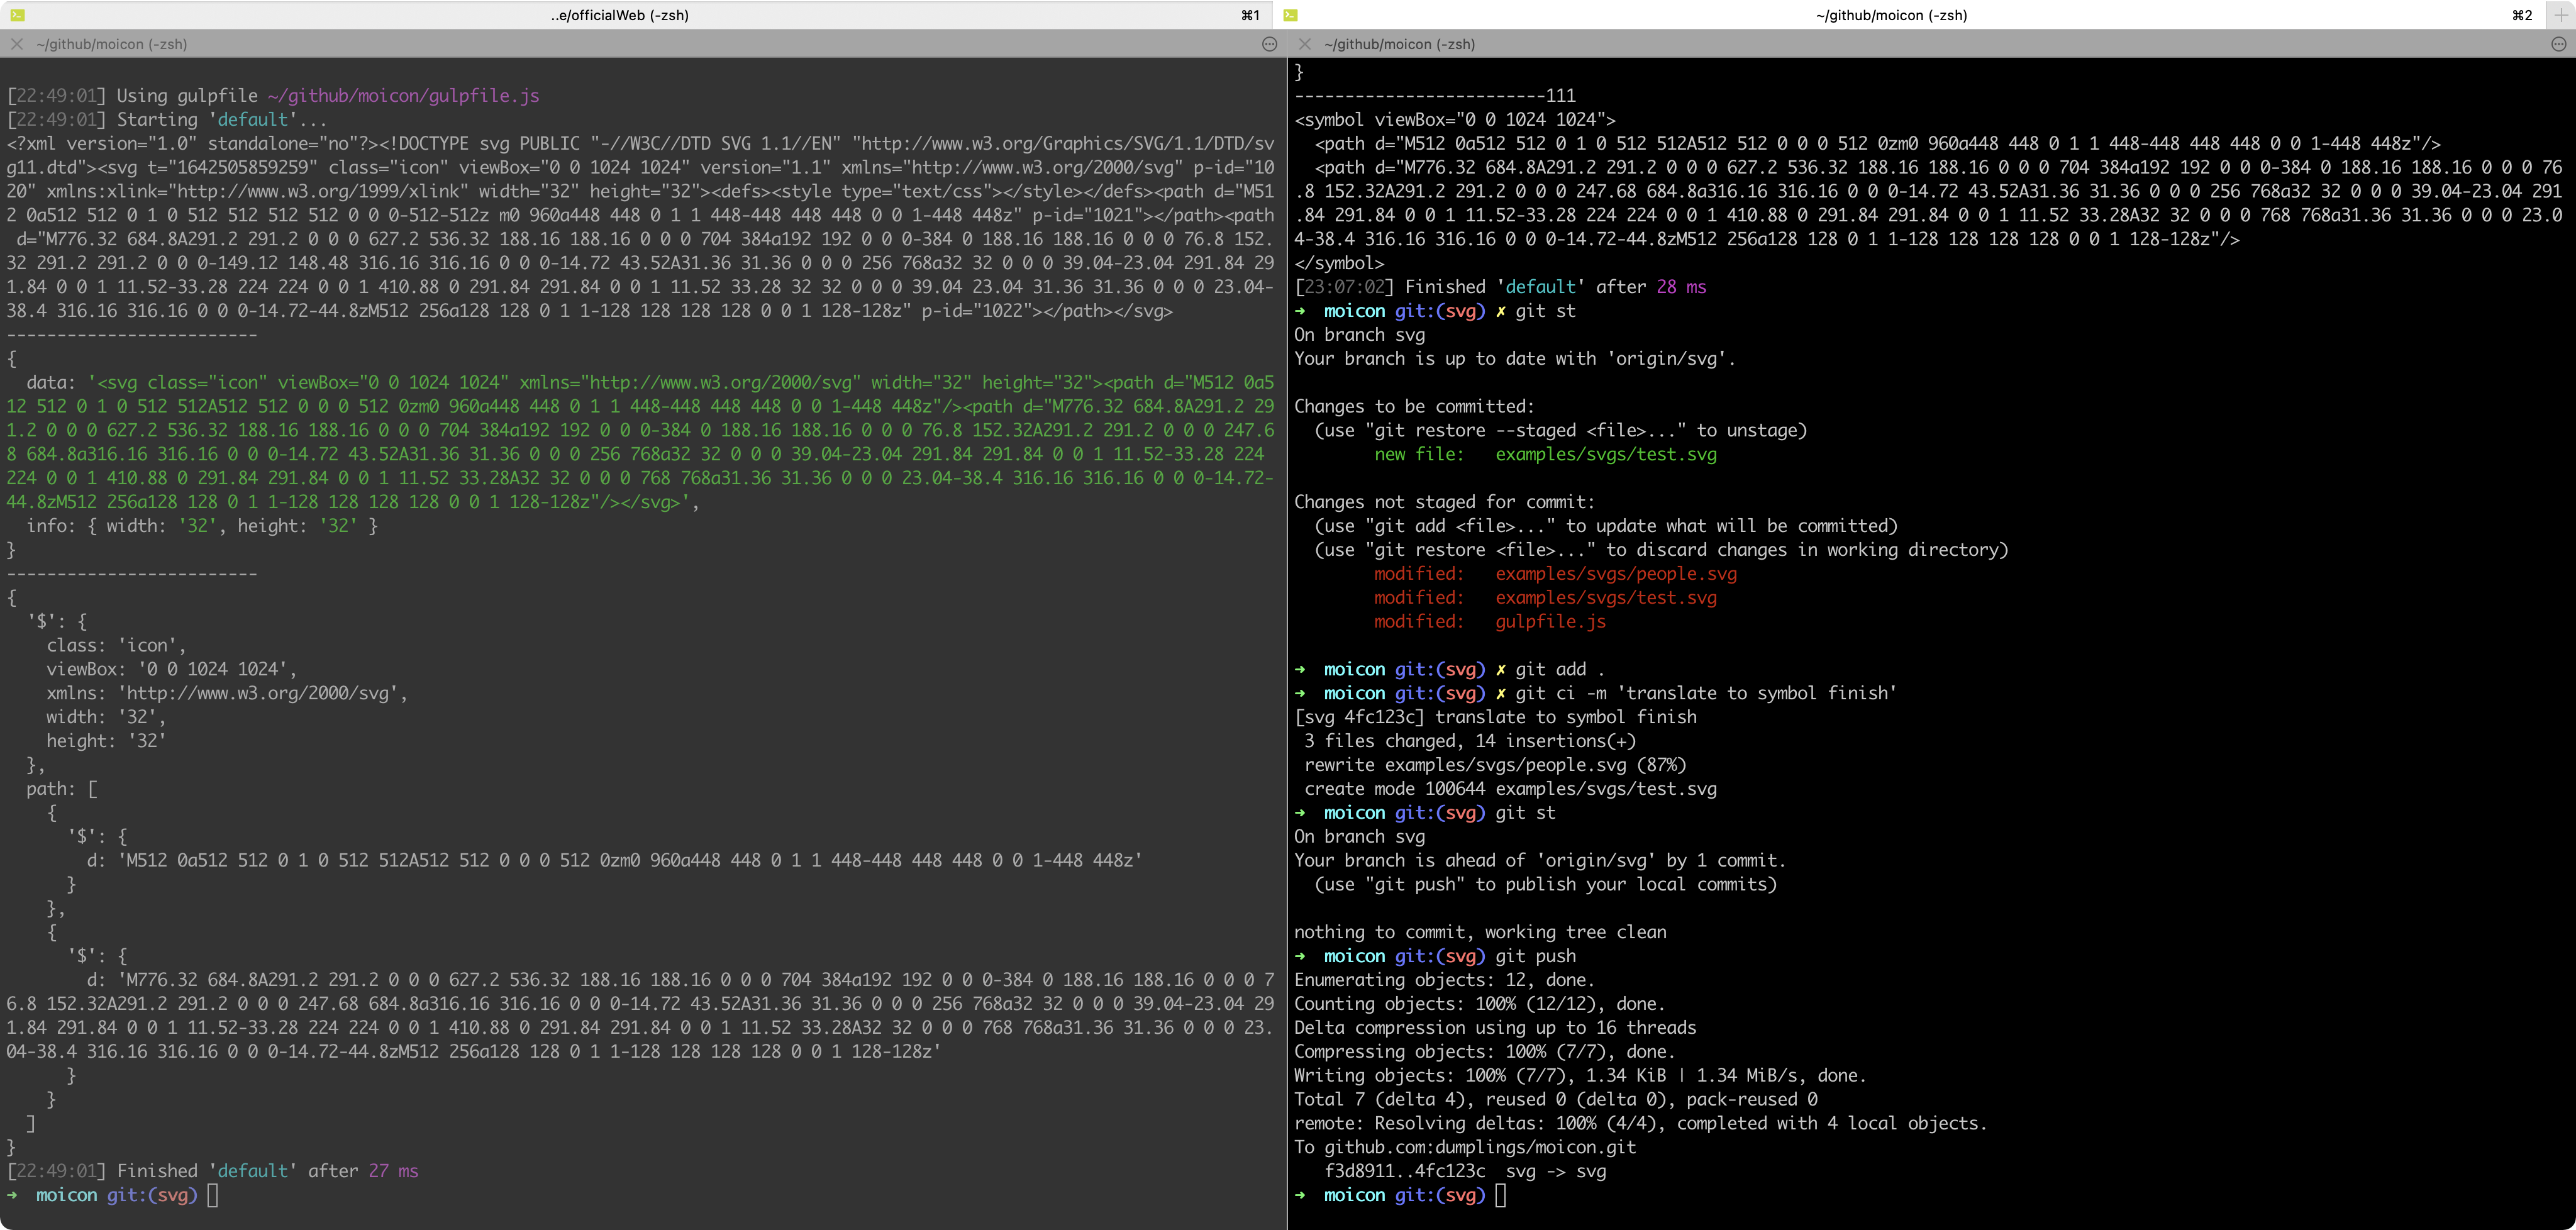 ..e/officialWeb (-zsh)
⌘1
~/github/moicon (-zsh)
⌘2
~/github/moicon (-zsh)
~/github/moicon (-zsh)
[22:49:01] Using gulpfile ~/github/moicon/gulpfile.js
[22:49:01] Starting 'default'...
<?xml version="1.0" standalone="no"?><!DOCTYPE svg PUBLIC "-//W3C//DTD SVG 1.1//EN" "http://www.w3.org/Graphics/SVG/1.1/DTD/sv
g11.dtd"><svg t="1642505859259" class="icon" viewBox="0 0 1024 1024" version="1.1" xmlns="http://www.w3.org/2000/svg" p-id="10
20" xmlns:xlink="http://www.w3.org/1999/xlink" width="32" height="32"><defs><style type="text/css"></style></defs><path d="M51
2 0a512 512 0 1 0 512 512 512 512 0 0 0-512-512z m0 960a448 448 0 1 1 448-448 448 448 0 0 1-448 448z" p-id="1021"></path><path
 d="M776.32 684.8A291.2 291.2 0 0 0 627.2 536.32 188.16 188.16 0 0 0 704 384a192 192 0 0 0-384 0 188.16 188.16 0 0 0 76.8 152.
32 291.2 291.2 0 0 0-149.12 148.48 316.16 316.16 0 0 0-14.72 43.52A31.36 31.36 0 0 0 256 768a32 32 0 0 0 39.04-23.04 291.84 29
1.84 0 0 1 11.52-33.28 224 224 0 0 1 410.88 0 291.84 291.84 0 0 1 11.52 33.28 32 32 0 0 0 39.04 23.04 31.36 31.36 0 0 0 23.04-
38.4 316.16 316.16 0 0 0-14.72-44.8zM512 256a128 128 0 1 1-128 128 128 128 0 0 1 128-128z" p-id="1022"></path></svg>
-------------------------
{
  data: '<svg class="icon" viewBox="0 0 1024 1024" xmlns="http://www.w3.org/2000/svg" width="32" height="32"><path d="M512 0a5
12 512 0 1 0 512 512A512 512 0 0 0 512 0zm0 960a448 448 0 1 1 448-448 448 448 0 0 1-448 448z"/><path d="M776.32 684.8A291.2 29
1.2 0 0 0 627.2 536.32 188.16 188.16 0 0 0 704 384a192 192 0 0 0-384 0 188.16 188.16 0 0 0 76.8 152.32A291.2 291.2 0 0 0 247.6
8 684.8a316.16 316.16 0 0 0-14.72 43.52A31.36 31.36 0 0 0 256 768a32 32 0 0 0 39.04-23.04 291.84 291.84 0 0 1 11.52-33.28 224
224 0 0 1 410.88 0 291.84 291.84 0 0 1 11.52 33.28A32 32 0 0 0 768 768a31.36 31.36 0 0 0 23.04-38.4 316.16 316.16 0 0 0-14.72-
44.8zM512 256a128 128 0 1 1-128 128 128 128 0 0 1 128-128z"/></svg>',
  info: { width: '32', height: '32' }
}
-------------------------
{
  '$': {
    class: 'icon',
    viewBox: '0 0 1024 1024',
    xmlns: 'http://www.w3.org/2000/svg',
    width: '32',
    height: '32'
  },
  path: [
    {
      '$': {
        d: 'M512 0a512 512 0 1 0 512 512A512 512 0 0 0 512 0zm0 960a448 448 0 1 1 448-448 448 448 0 0 1-448 448z'
      }
    },
    {
      '$': {
        d: 'M776.32 684.8A291.2 291.2 0 0 0 627.2 536.32 188.16 188.16 0 0 0 704 384a192 192 0 0 0-384 0 188.16 188.16 0 0 0 7
6.8 152.32A291.2 291.2 0 0 0 247.68 684.8a316.16 316.16 0 0 0-14.72 43.52A31.36 31.36 0 0 0 256 768a32 32 0 0 0 39.04-23.04 29
1.84 291.84 0 0 1 11.52-33.28 224 224 0 0 1 410.88 0 291.84 291.84 0 0 1 11.52 33.28A32 32 0 0 0 768 768a31.36 31.36 0 0 0 23.
04-38.4 316.16 316.16 0 0 0-14.72-44.8zM512 256a128 128 0 1 1-128 128 128 128 0 0 1 128-128z'
      }
    }
  ]
}
[22:49:01] Finished 'default' after 27 ms
➜  moicon git:(svg)
}
-------------------------111
<symbol viewBox="0 0 1024 1024">
  <path d="M512 0a512 512 0 1 0 512 512A512 512 0 0 0 512 0zm0 960a448 448 0 1 1 448-448 448 448 0 0 1-448 448z"/>
  <path d="M776.32 684.8A291.2 291.2 0 0 0 627.2 536.32 188.16 188.16 0 0 0 704 384a192 192 0 0 0-384 0 188.16 188.16 0 0 0 76
.8 152.32A291.2 291.2 0 0 0 247.68 684.8a316.16 316.16 0 0 0-14.72 43.52A31.36 31.36 0 0 0 256 768a32 32 0 0 0 39.04-23.04 291
.84 291.84 0 0 1 11.52-33.28 224 224 0 0 1 410.88 0 291.84 291.84 0 0 1 11.52 33.28A32 32 0 0 0 768 768a31.36 31.36 0 0 0 23.0
4-38.4 316.16 316.16 0 0 0-14.72-44.8zM512 256a128 128 0 1 1-128 128 128 128 0 0 1 128-128z"/>
</symbol>
[23:07:02] Finished 'default' after 28 ms
➜  moicon git:(svg) ✗ git st
On branch svg
Your branch is up to date with 'origin/svg'.
Changes to be committed:
  (use "git restore --staged <file>..." to unstage)
        new file:   examples/svgs/test.svg
Changes not staged for commit:
  (use "git add <file>..." to update what will be committed)
  (use "git restore <file>..." to discard changes in working directory)
        modified:   examples/svgs/people.svg
        modified:   examples/svgs/test.svg
        modified:   gulpfile.js
➜  moicon git:(svg) ✗ git add .
➜  moicon git:(svg) ✗ git ci -m 'translate to symbol finish'
[svg 4fc123c] translate to symbol finish
 3 files changed, 14 insertions(+)
 rewrite examples/svgs/people.svg (87%)
 create mode 100644 examples/svgs/test.svg
➜  moicon git:(svg) git st
On branch svg
Your branch is ahead of 'origin/svg' by 1 commit.
  (use "git push" to publish your local commits)
nothing to commit, working tree clean
➜  moicon git:(svg) git push
Enumerating objects: 12, done.
Counting objects: 100% (12/12), done.
Delta compression using up to 16 threads
Compressing objects: 100% (7/7), done.
Writing objects: 100% (7/7), 1.34 KiB | 1.34 MiB/s, done.
Total 7 (delta 4), reused 0 (delta 0), pack-reused 0
remote: Resolving deltas: 100% (4/4), completed with 4 local objects.
To github.com:dumplings/moicon.git
   f3d8911..4fc123c  svg -> svg
➜  moicon git:(svg)